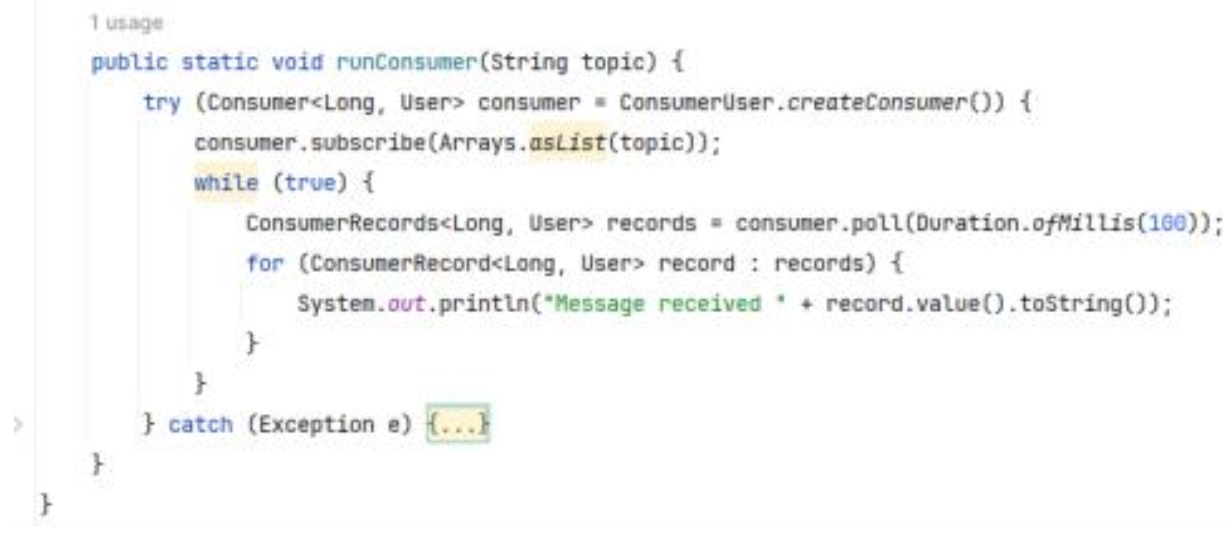 1 usage
public static void runConsumer(String topic) {
try (Consumer<Long, User> consumer = ConsumerUser.createConsumer()) {
consumer.subscribe(Arrays.asList(topic));
while (true) {
ConsumerRecords<Long, User> records = consumer.poll(Duration.ofMillis(100));
for (ConsumerRecord<Long, User> record : records) {
System.out.println("Message received " + record.value().toString());
}
}
} catch (Exception e) {...}
}
}